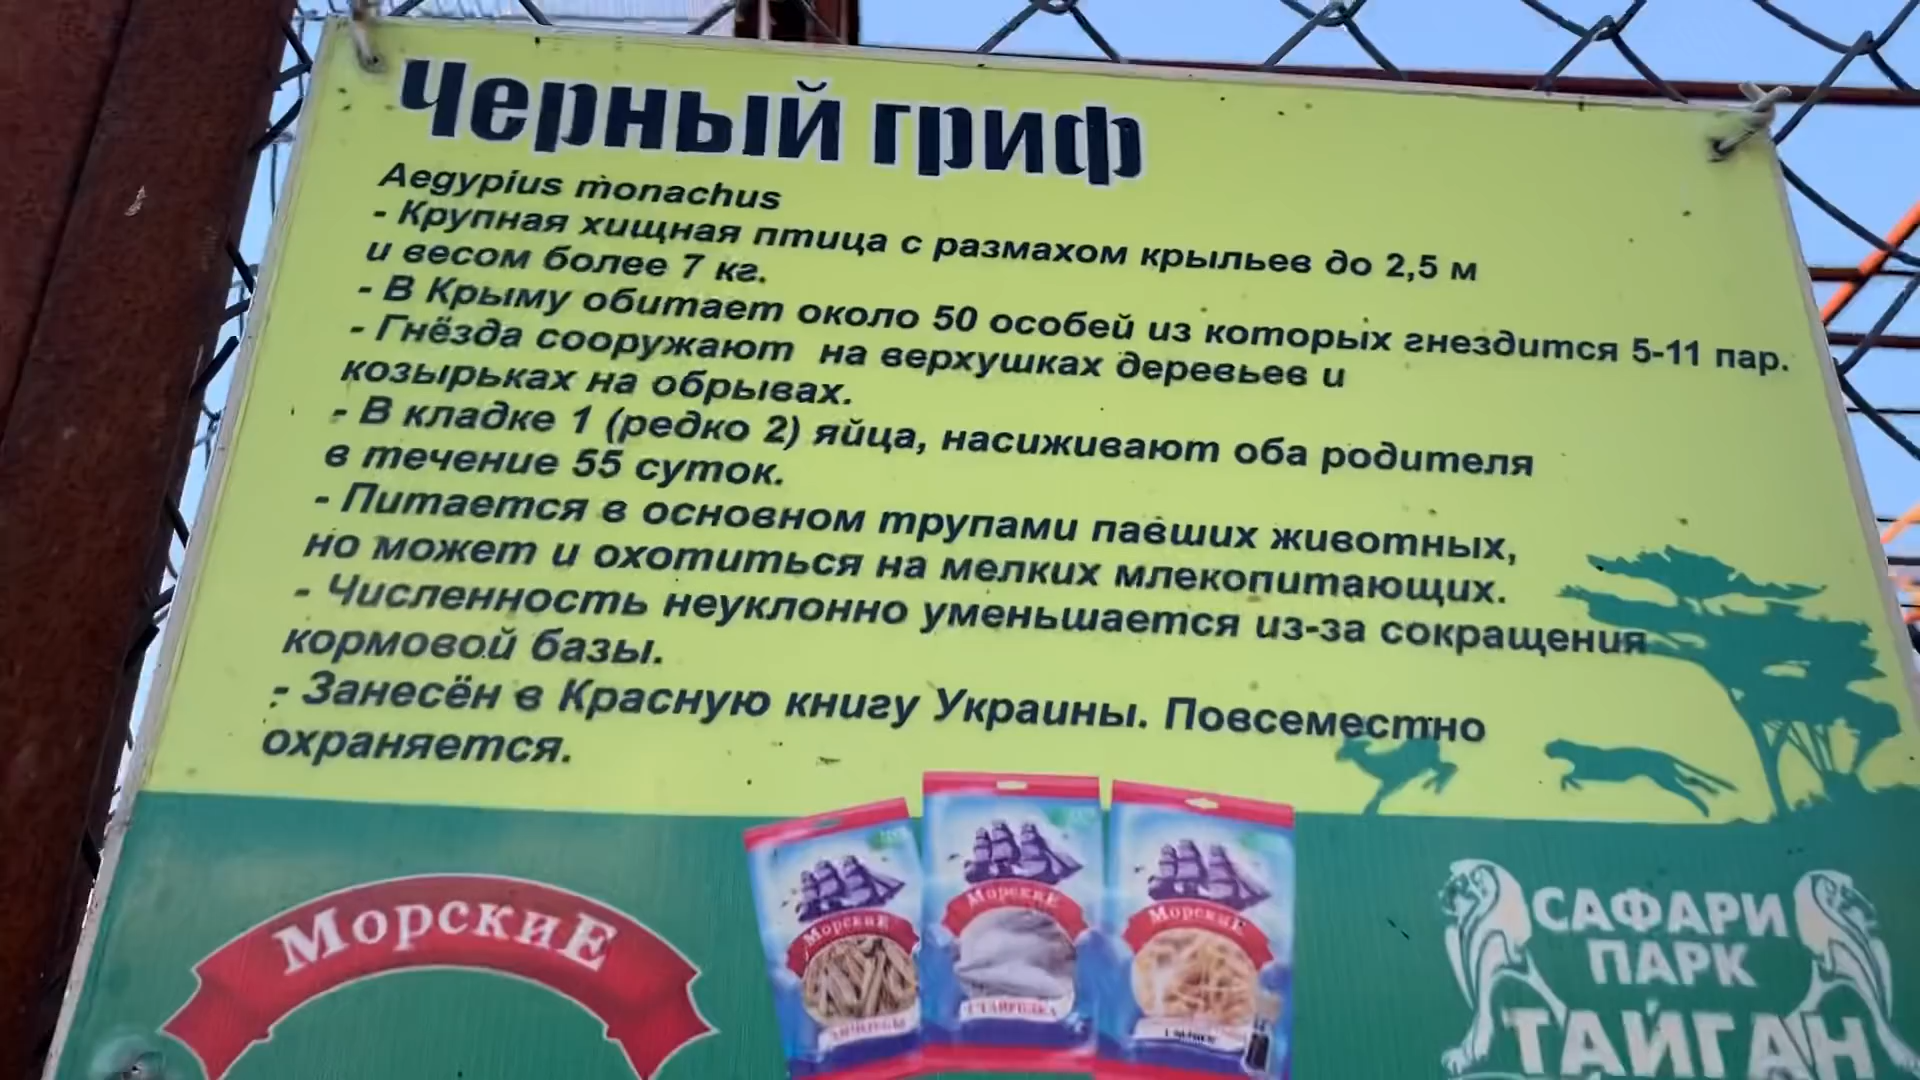 Черный гриф
Aegypius monachus
- Крупная хищная птица с размахом крыльев до 2,5 м
и весом более 7 кг.
- В Крыму обитает около 50 особей из которых гнездится 5-11 пар.
- Гнёзда сооружают на верхушках деревьев и
козырьках на обрывах.
- В кладке 1 (редко 2) яйца, насиживают оба родителя
в течение 55 суток.
- Питается в основном трупами павших животных,
но может и охотиться на мелких млекопитающих.
- Численность неуклонно уменьшается из-за сокращения
кормовой базы.
- Занесён в Красную книгу Украины. Повсеместно
охраняется.
Морские
Морские
Морские
Морские
САФАРИ
ПАРК
ТАЙГАН